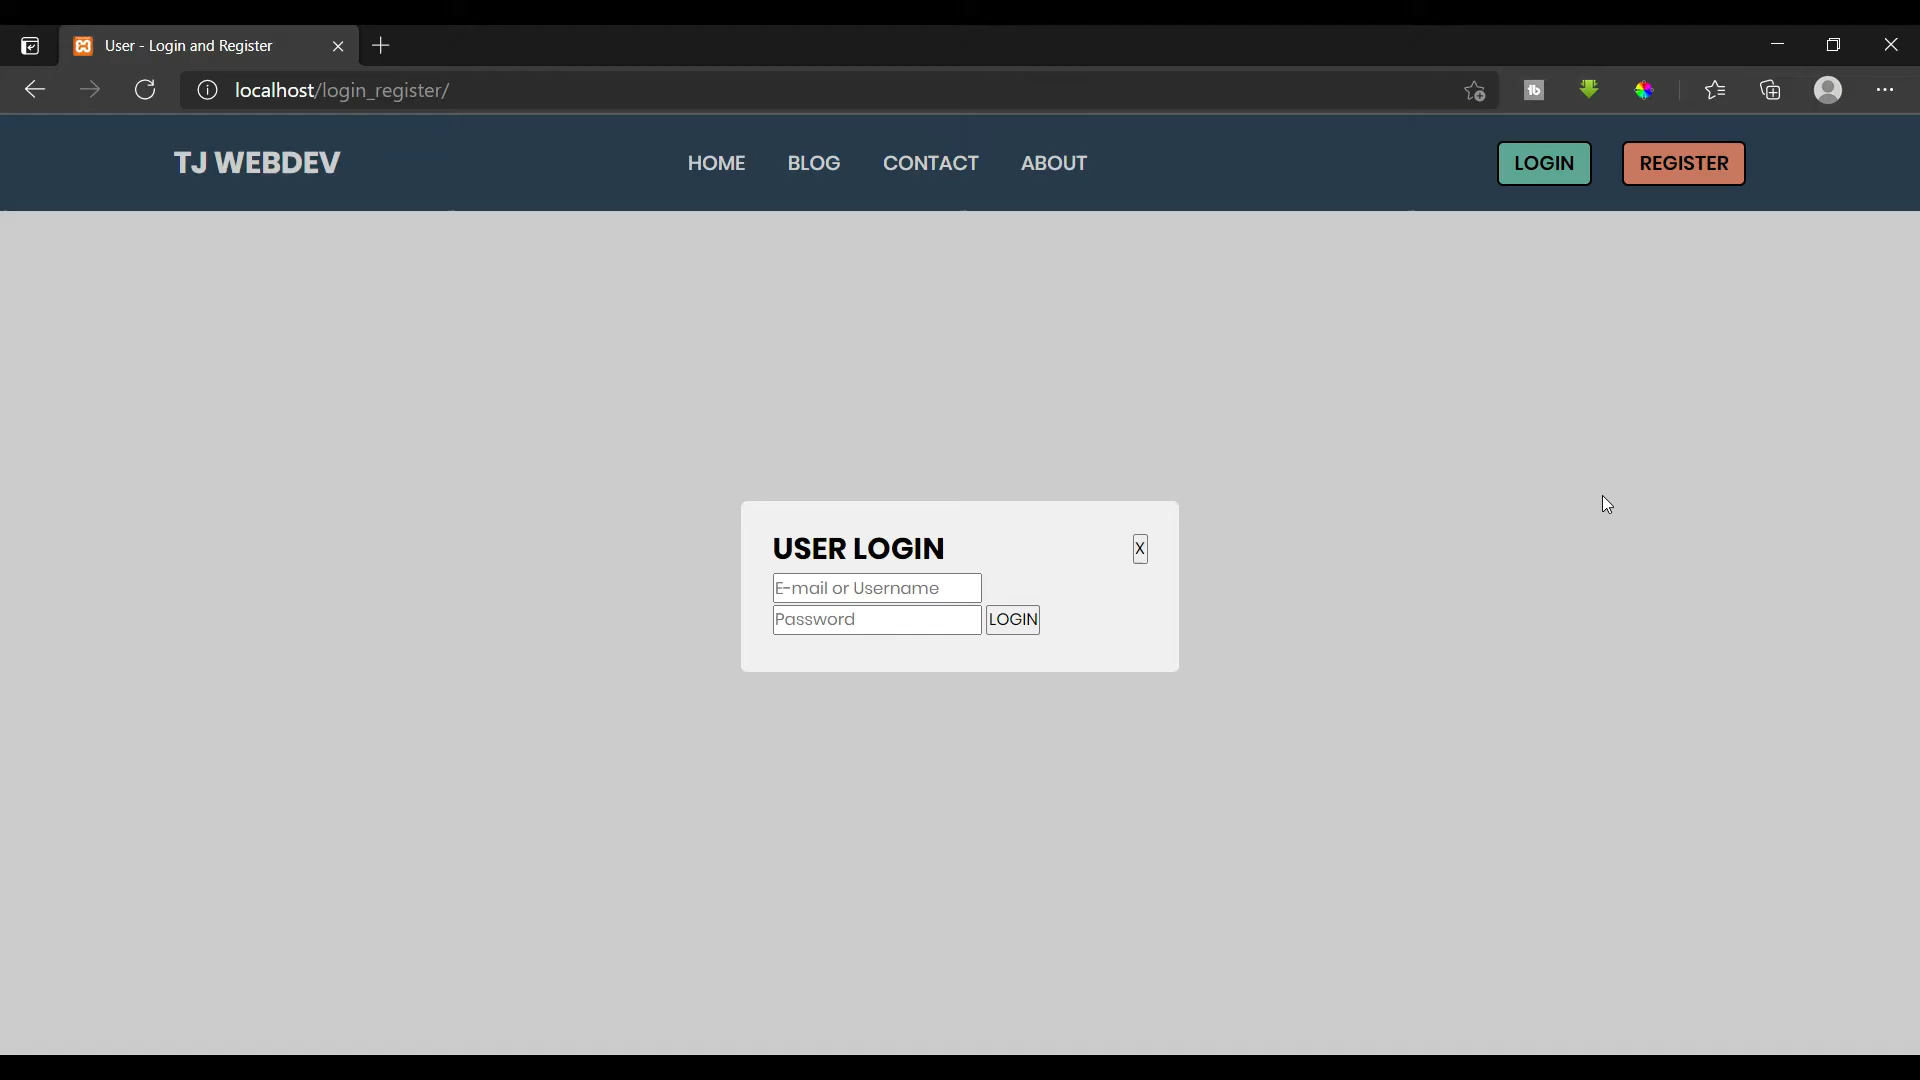 User - Login and Register
localhost/login_register/
TJ WEBDEV HOME BLOG CONTACT ABOUT LOGIN REGISTER
USER LOGIN X
E-mail or Username
Password LOGIN